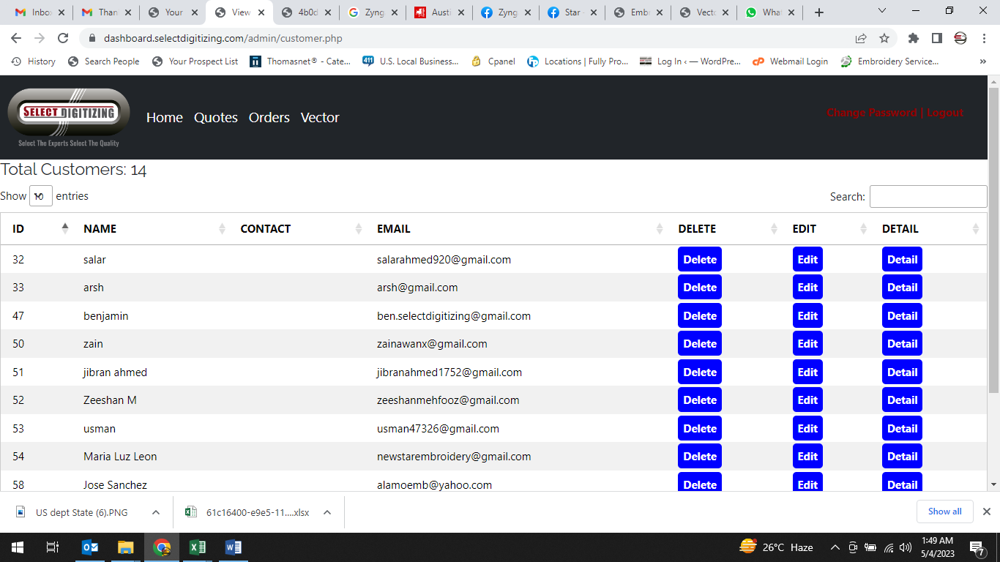 Inbo Than Your View 4b0d Zyng Austi Zyng Star Emb Vect What
dashboard.selectdigitizing.com/admin/customer.php
History Search People Your Prospect List Thomasnet® - Cate... U.S. Local Business... Cpanel Locations | Fully Pro... Log In ‹ — WordPre... Webmail Login Embroidery Service... »
SELECT DIGITIZING
Select The Experts Select The Quality
Home Quotes Orders Vector
Change Password | Logout
Total Customers: 14
Show 10 entries Search:
ID NAME CONTACT EMAIL DELETE EDIT DETAIL
32 salar salarahmed920@gmail.com Delete Edit Detail
33 arsh arsh@gmail.com Delete Edit Detail
47 benjamin ben.selectdigitizing@gmail.com Delete Edit Detail
50 zain zainawanx@gmail.com Delete Edit Detail
51 jibran ahmed jibranahmed1752@gmail.com Delete Edit Detail
52 Zeeshan M zeeshanmehfooz@gmail.com Delete Edit Detail
53 usman usman47326@gmail.com Delete Edit Detail
54 Maria Luz Leon newstarembroidery@gmail.com Delete Edit Detail
58 Jose Sanchez alamoemb@yahoo.com Delete Edit Detail
US dept State (6).PNG 61c16400-e9e5-11....xlsx Show all
26°C Haze 1:49 AM
5/4/2023 7